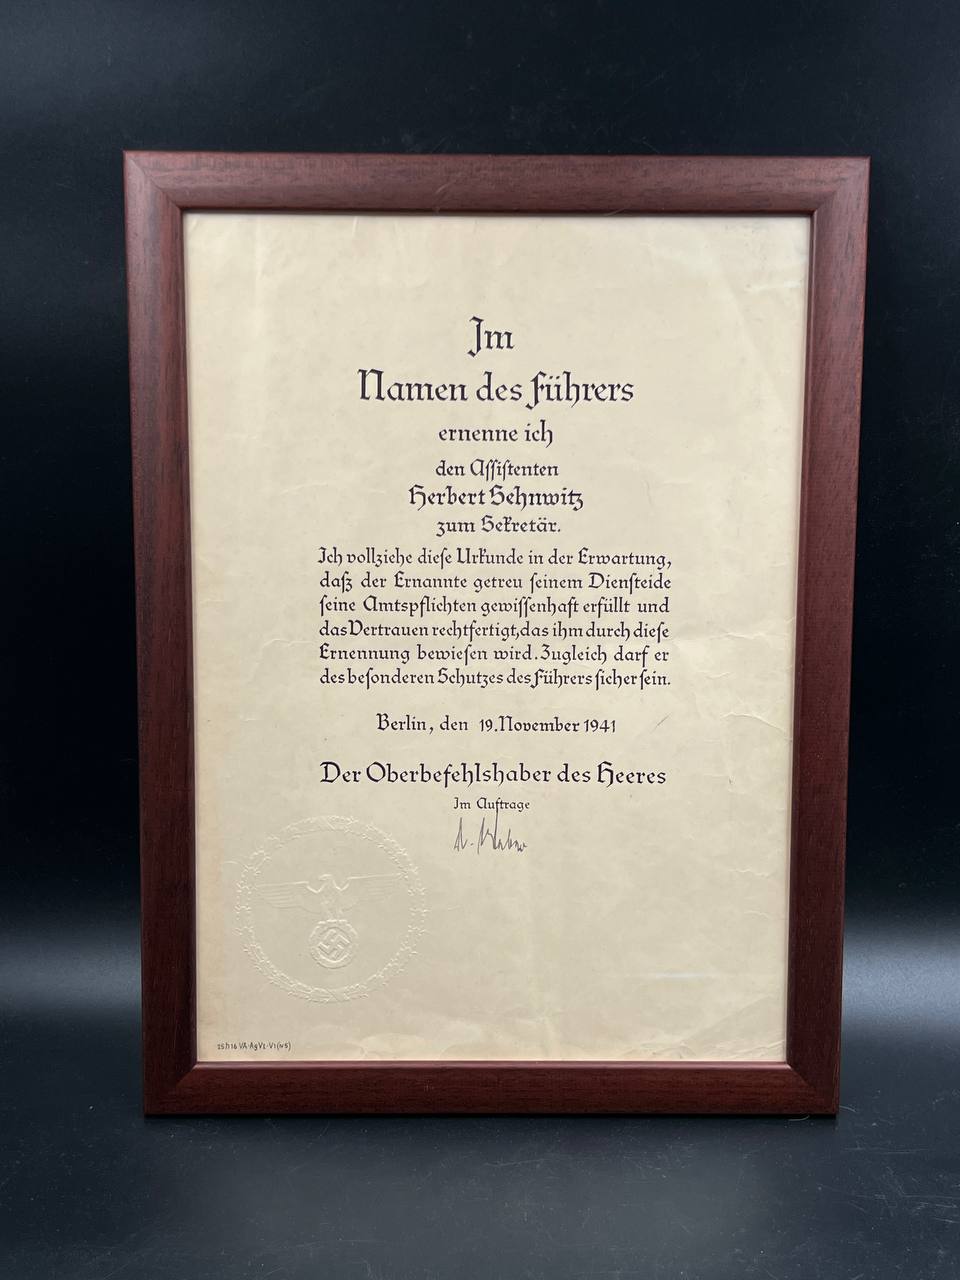 Im
Namen des Führers
ernenne ich
den Assistenten
Herbert Sehnwitz
zum Sekretär.
Ich vollziehe diese Urkunde in der Erwartung,
daß der Ernannte getreu seinem Diensteide
seine Amtspflichten gewissenhaft erfüllt und
das Vertrauen rechtfertigt, das ihm durch diese
Ernennung bewiesen wird. Zugleich darf er
des besonderen Schutzes des Führers sicher sein.
Berlin, den 19. November 1941
Der Oberbefehlshaber des Heeres
Im Auftrage